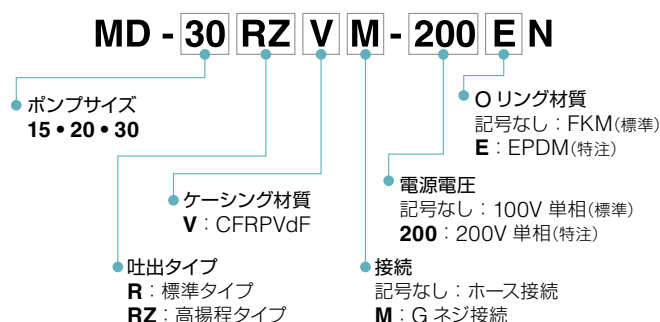 MD - 30 RZ V M - 200 E N
ポンプサイズ
15 • 20 • 30
Oリング材質
記号なし：FKM(標準)
E：EPDM(特注)
電源電圧
記号なし：100V 単相(標準)
200：200V 単相(特注)
ケーシング材質
V：CFRPVdF
吐出タイプ
R：標準タイプ
RZ：高揚程タイプ
接続
記号なし：ホース接続
M：G ネジ接続